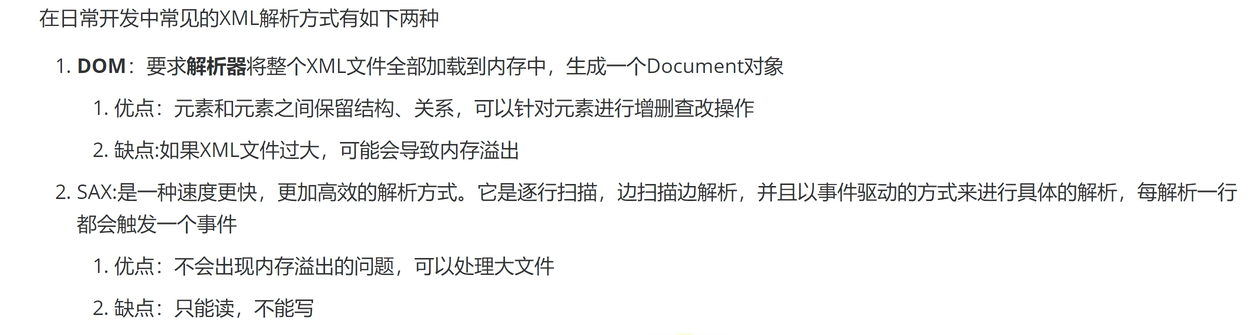 在日常开发中常见的XML解析方式有如下两种
1. DOM：要求解析器将整个XML文件全部加载到内存中，生成一个Document对象
1. 优点：元素和元素之间保留结构、关系，可以针对元素进行增删查改操作
2. 缺点:如果XML文件过大，可能会导致内存溢出
2. SAX:是一种速度更快，更加高效的解析方式。它是逐行扫描，边扫描边解析，并且以事件驱动的方式来进行具体的解析，每解析一行
都会触发一个事件
1. 优点：不会出现内存溢出的问题，可以处理大文件
2. 缺点：只能读，不能写